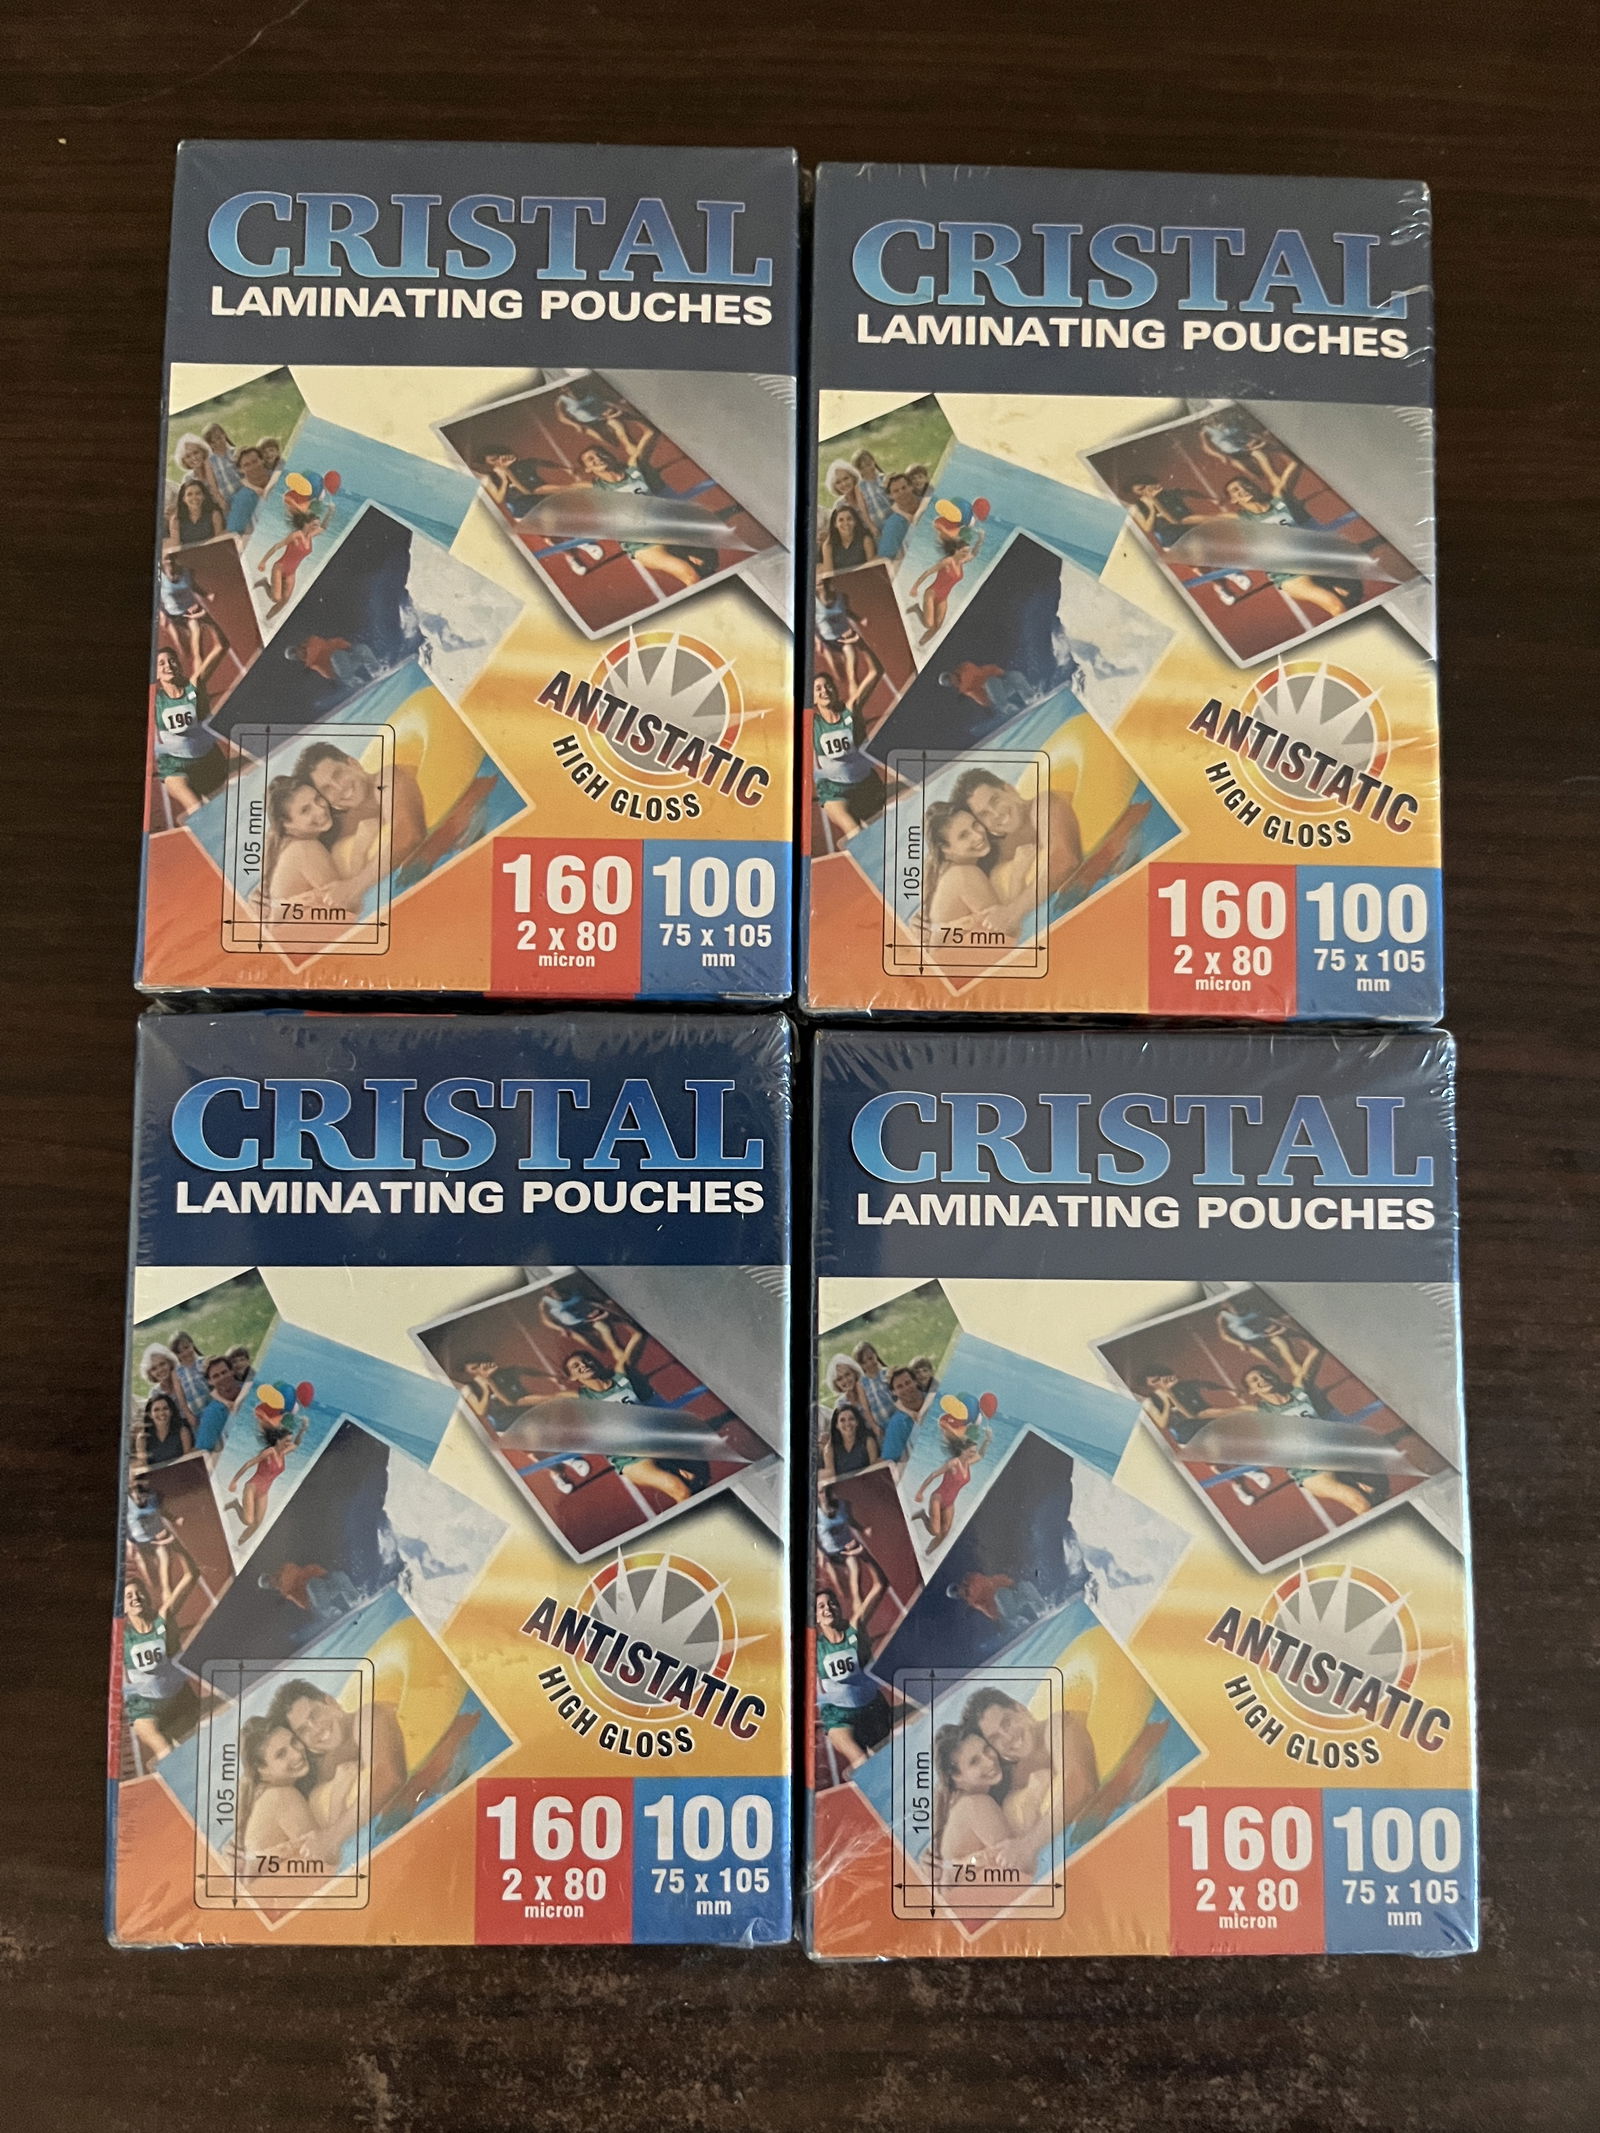 CRISTAL
LAMINATING POUCHES
196
ANTISTATIC
HIGH GLOSS
105 mm
75 mm
160
2 x 80
micron
100
75 x 105
mm
CRISTAL
LAMINATING POUCHES
196
ANTISTATIC
HIGH GLOSS
105 mm
75 mm
160
2 x 80
micron
100
75 x 105
mm
CRISTAL
LAMINATING POUCHES
196
ANTISTATIC
HIGH GLOSS
105 mm
75 mm
160
2 x 80
micron
100
75 x 105
mm
CRISTAL
LAMINATING POUCHES
196
ANTISTATIC
HIGH GLOSS
105 mm
75 mm
160
2 x 80
micron
100
75 x 105
mm